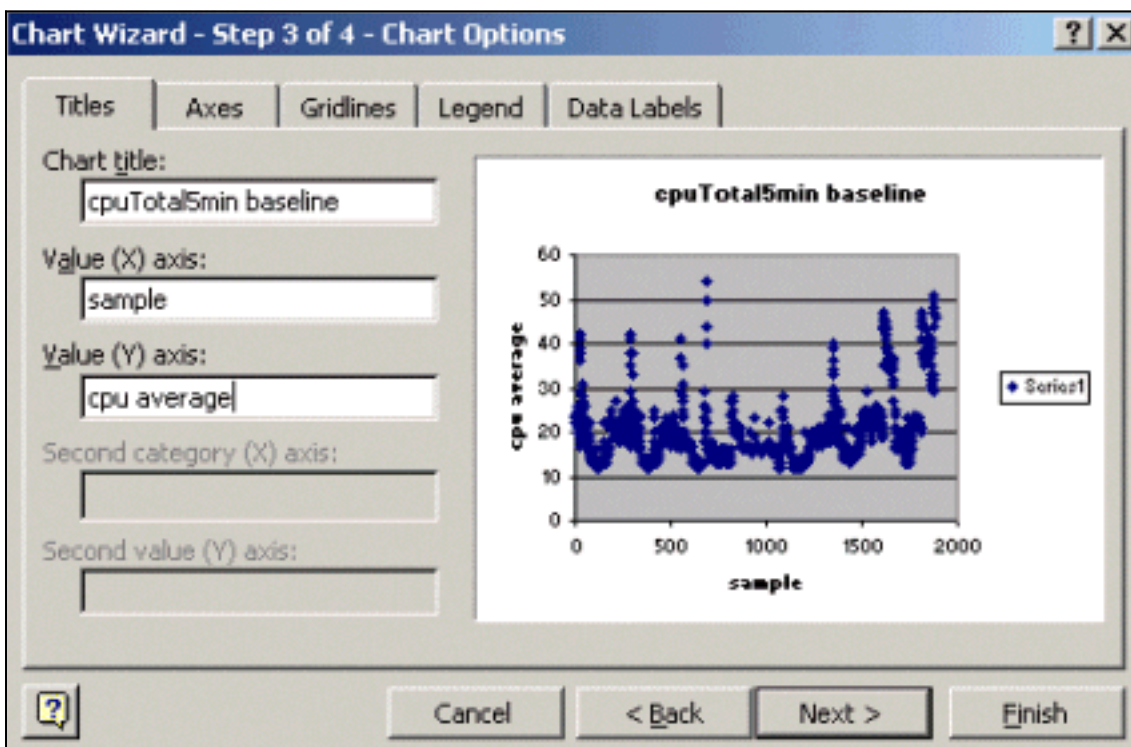 Chart Wizard - Step 3 of 4 - Chart Options
? X
Titles
Axes
Gridlines
Legend
Data Labels
Chart title:
cpuTotal5min baseline
Value (X) axis:
sample
Value (Y) axis:
cpu average
Second category (X) axis:
Second value (Y) axis:
cpuTotal5min baseline
cpu average
60
50
40
30
20
10
0
0 500 1000 1500 2000
sample
Series1
?
Cancel
< Back
Next >
Finish